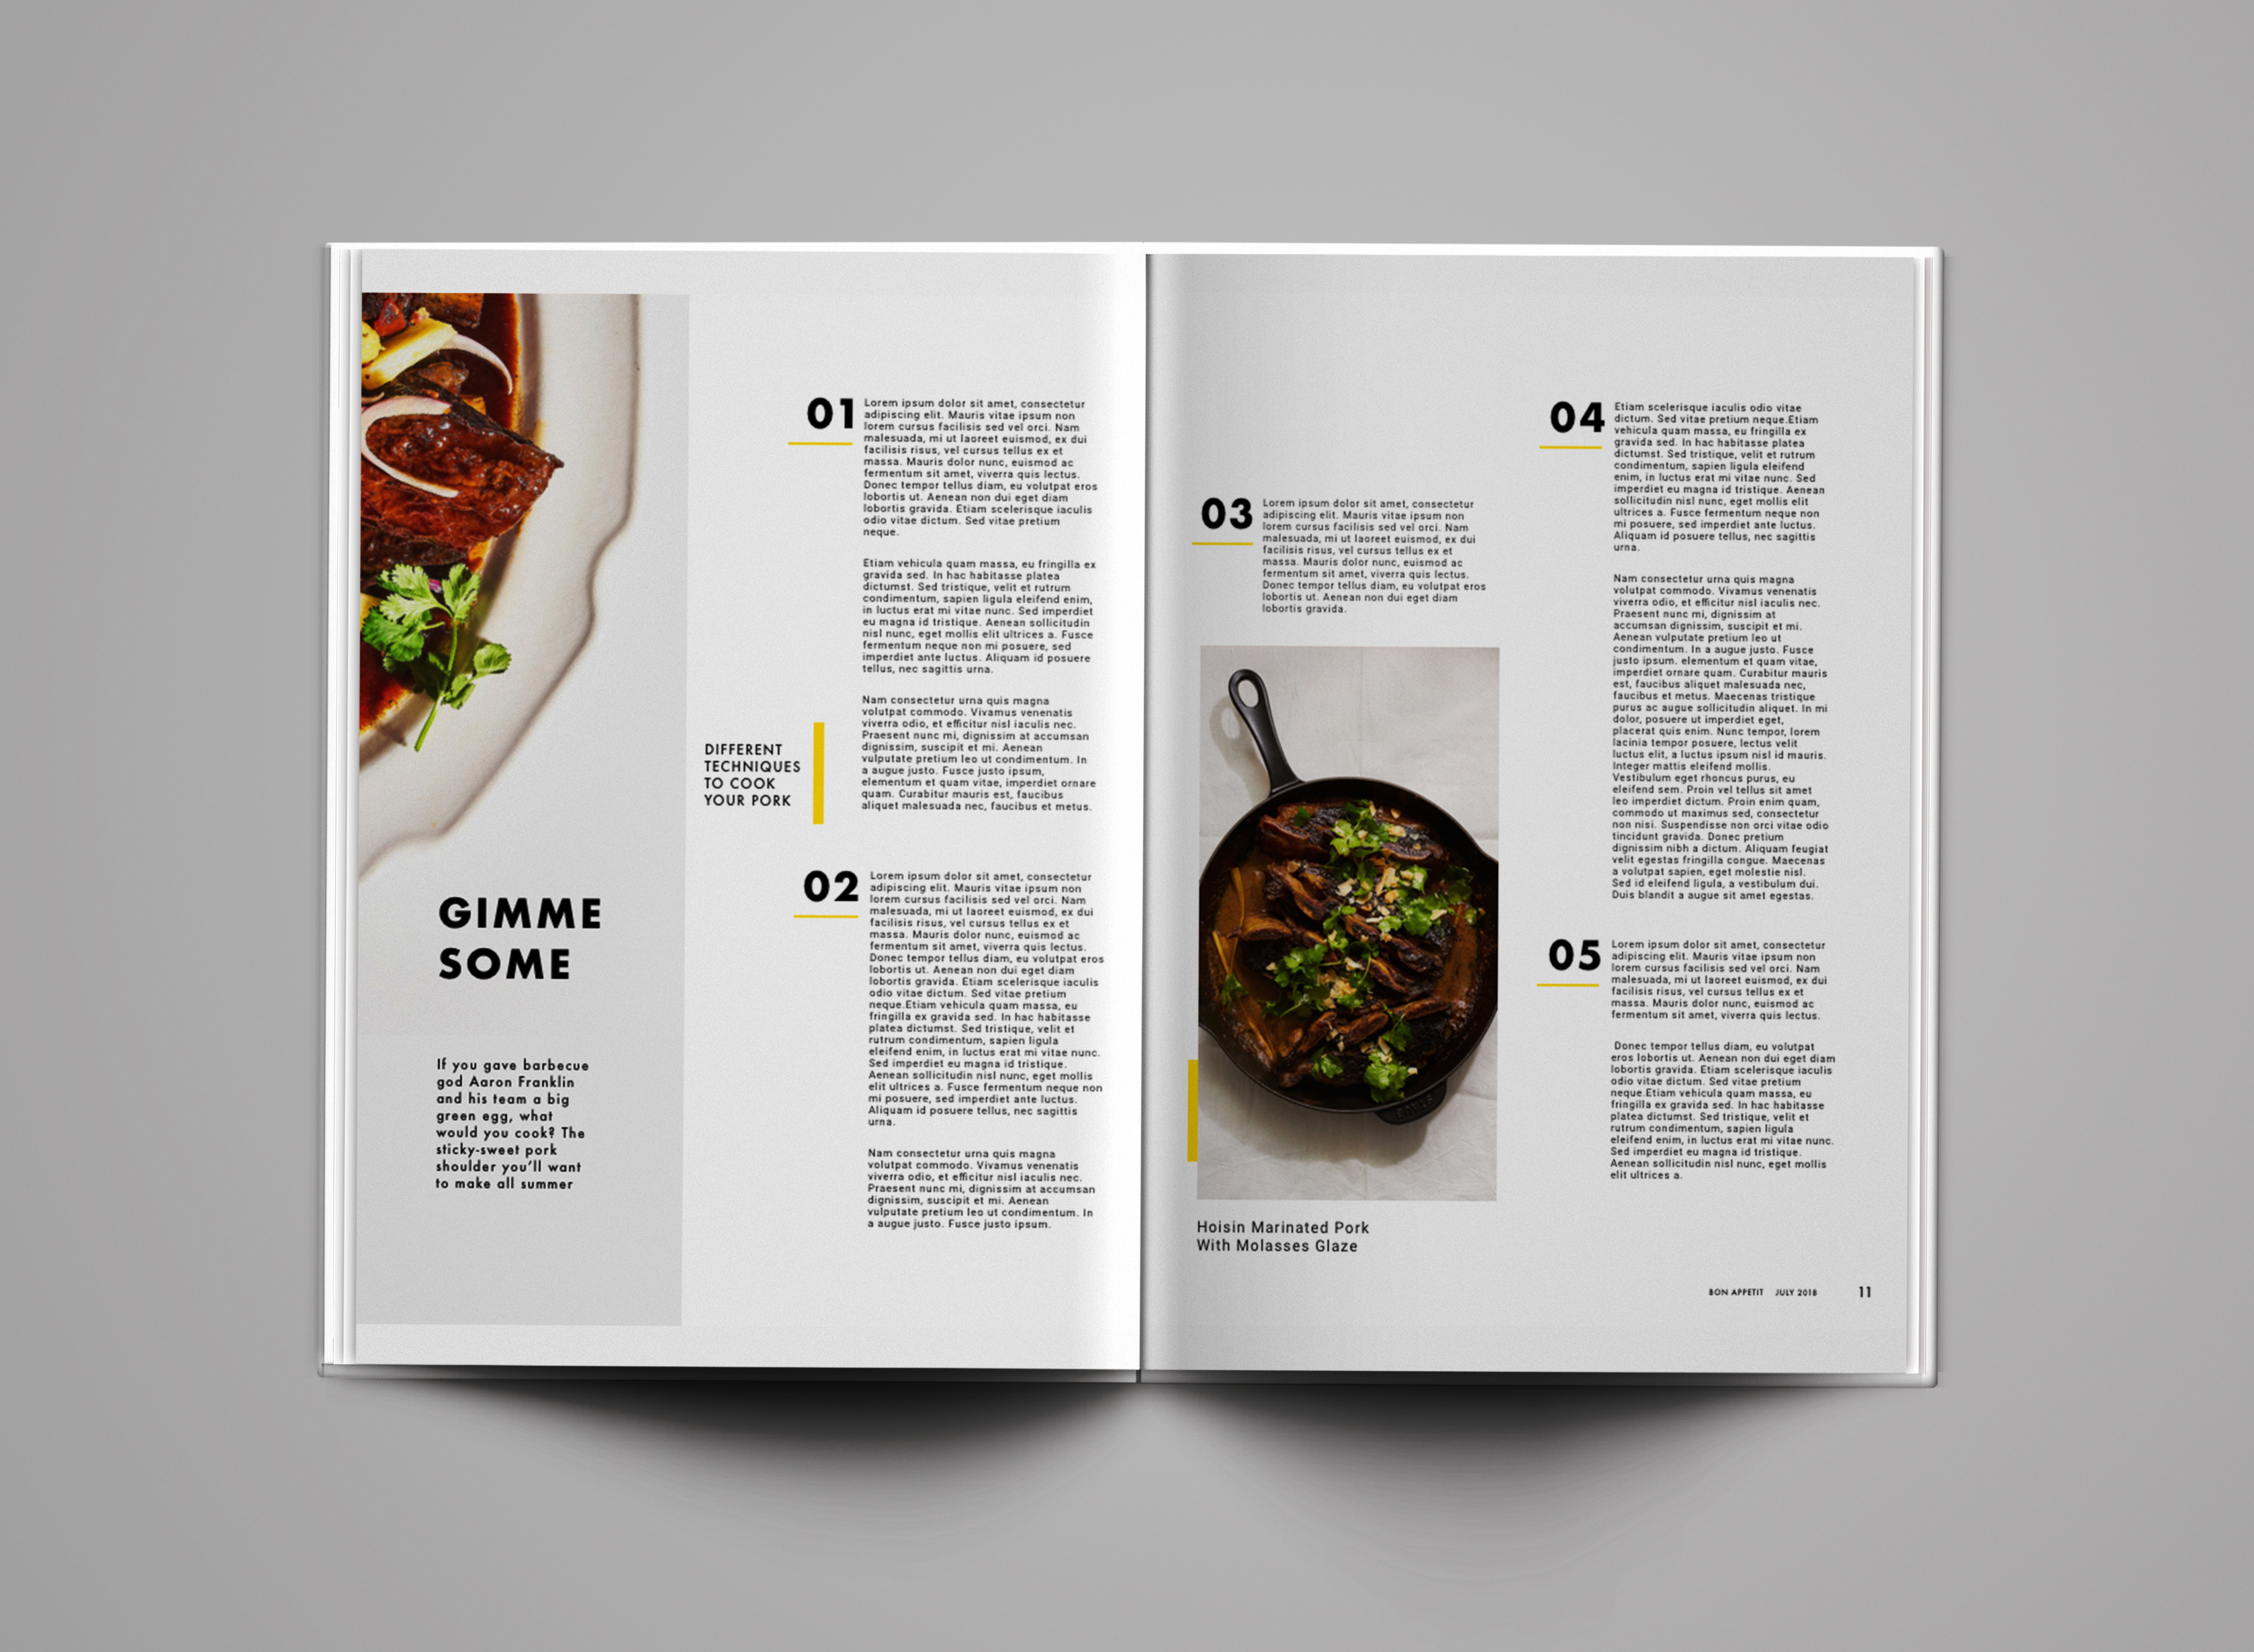 GIMME
SOME
If you gave barbecue
god Aaron Franklin
and his team a big
green egg, what
would you cook? The
sticky-sweet pork
shoulder you'll want
to make all summer
DIFFERENT
TECHNIQUES
TO COOK
YOUR PORK
01
Lorem ipsum dolor sit amet, consectetur
adipiscing elit. Mauris vitae ipsum non
lorem cursus facilisis sed vel orci. Nam
malesuada, mi ut laoreet euismod, ex dui
facilisis risus, vel cursus tellus ex et
massa. Mauris dolor nunc, euismod ac
fermentum sit amet, viverra quis lectus.
Donec tempor tellus diam, eu volutpat eros
lobortis ut. Aenean non dui eget diam
lobortis gravida. Etiam scelerisque iaculis
odio vitae dictum. Sed vitae pretium
neque.
Etiam vehicula quam massa, eu fringilla ex
gravida sed. In hac habitasse platea
dictumst. Sed tristique, velit et rutrum
condimentum, sapien ligula eleifend enim,
in luctus erat mi vitae nunc. Sed imperdiet
eu magna id tristique. Aenean sollicitudin
nisl nunc, eget mollis elit ultrices a. Fusce
fermentum neque non mi posuere, sed
imperdiet ante luctus. Aliquam id posuere
tellus, nec sagittis urna.
Nam consectetur urna quis magna
volutpat commodo. Vivamus venenatis
viverra odio, et efficitur nisl iaculis nec.
Praesent nunc mi, dignissim at accumsan
dignissim, suscipit et mi. Aenean
vulputate pretium leo ut condimentum. In
a augue justo. Fusce justo ipsum,
elementum et quam vitae, imperdiet ornare
quam. Curabitur mauris est, faucibus
aliquet malesuada nec, faucibus et metus.
02
Lorem ipsum dolor sit amet, consectetur
adipiscing elit. Mauris vitae ipsum non
lorem cursus facilisis sed vel orci. Nam
malesuada, mi ut laoreet euismod, ex dui
facilisis risus, vel cursus tellus ex et
massa. Mauris dolor nunc, euismod ac
fermentum sit amet, viverra quis lectus.
Donec tempor tellus diam, eu volutpat eros
lobortis ut. Aenean non dui eget diam
lobortis gravida. Etiam scelerisque iaculis
odio vitae dictum. Sed vitae pretium
neque.Etiam vehicula quam massa, eu
fringilla ex gravida sed. In hac habitasse
platea dictumst. Sed tristique, velit et
rutrum condimentum, sapien ligula
eleifend enim, in luctus erat mi vitae nunc.
Sed imperdiet eu magna id tristique.
Aenean sollicitudin nisl nunc, eget mollis
elit ultrices a. Fusce fermentum neque non
mi posuere, sed imperdiet ante luctus.
Aliquam id posuere tellus, nec sagittis
urna.
Nam consectetur urna quis magna
volutpat commodo. Vivamus venenatis
viverra odio, et efficitur nisl iaculis nec.
Praesent nunc mi, dignissim at accumsan
dignissim, suscipit et mi. Aenean
vulputate pretium leo ut condimentum. In
a augue justo. Fusce justo ipsum.
03
Lorem ipsum dolor sit amet, consectetur
adipiscing elit. Mauris vitae ipsum non
lorem cursus facilisis sed vel orci. Nam
malesuada, mi ut laoreet euismod, ex dui
facilisis risus, vel cursus tellus ex et
massa. Mauris dolor nunc, euismod ac
fermentum sit amet, viverra quis lectus.
Donec tempor tellus diam, eu volutpat eros
lobortis ut. Aenean non dui eget diam
lobortis gravida.
Hoisin Marinated Pork
With Molasses Glaze
04
Etiam scelerisque iaculis odio vitae
dictum. Sed vitae pretium neque.Etiam
vehicula quam massa, eu fringilla ex
gravida sed. In hac habitasse platea
dictumst. Sed tristique, velit et rutrum
condimentum, sapien ligula eleifend
enim, in luctus erat mi vitae nunc. Sed
imperdiet eu magna id tristique. Aenean
sollicitudin nisl nunc, eget mollis elit
ultrices a. Fusce fermentum neque non
mi posuere, sed imperdiet ante luctus.
Aliquam id posuere tellus, nec sagittis
urna.
Nam consectetur urna quis magna
volutpat commodo. Vivamus venenatis
viverra odio, et efficitur nisl iaculis nec.
Praesent nunc mi, dignissim at
accumsan dignissim, suscipit et mi.
Aenean vulputate pretium leo ut
condimentum. In a augue justo. Fusce
justo ipsum. elementum et quam vitae,
imperdiet ornare quam. Curabitur mauris
est, faucibus aliquet malesuada nec,
faucibus et metus. Maecenas tristique
purus ac augue sollicitudin aliquet. In mi
dolor, posuere ut imperdiet eget,
placerat quis enim. Nunc tempor, lorem
lacinia tempor posuere, lectus velit
luctus elit, a luctus ipsum nisl id mauris.
Integer mattis eleifend mollis.
Vestibulum eget rhoncus purus, eu
eleifend sem. Proin vel tellus sit amet
leo imperdiet dictum. Proin enim quam,
commodo ut maximus sed, consectetur
non nisi. Suspendisse non orci vitae odio
tincidunt gravida. Donec pretium
dignissim nibh a dictum. Aliquam feugiat
velit egestas fringilla congue. Maecenas
a volutpat sapien, eget molestie nisl.
Sed id eleifend ligula, a vestibulum dui.
Duis blandit a augue sit amet egestas.
05
Lorem ipsum dolor sit amet, consectetur
adipiscing elit. Mauris vitae ipsum non
lorem cursus facilisis sed vel orci. Nam
malesuada, mi ut laoreet euismod, ex dui
facilisis risus, vel cursus tellus ex et
massa. Mauris dolor nunc, euismod ac
fermentum sit amet, viverra quis lectus.
Donec tempor tellus diam, eu volutpat
eros lobortis ut. Aenean non dui eget diam
lobortis gravida. Etiam scelerisque iaculis
odio vitae dictum. Sed vitae pretium
neque.Etiam vehicula quam massa, eu
fringilla ex gravida sed. In hac habitasse
platea dictumst. Sed tristique, velit et
rutrum condimentum, sapien ligula
eleifend enim, in luctus erat mi vitae nunc.
Sed imperdiet eu magna id tristique.
Aenean sollicitudin nisl nunc, eget mollis
elit ultrices a.
BON APPETIT JULY 2018 11